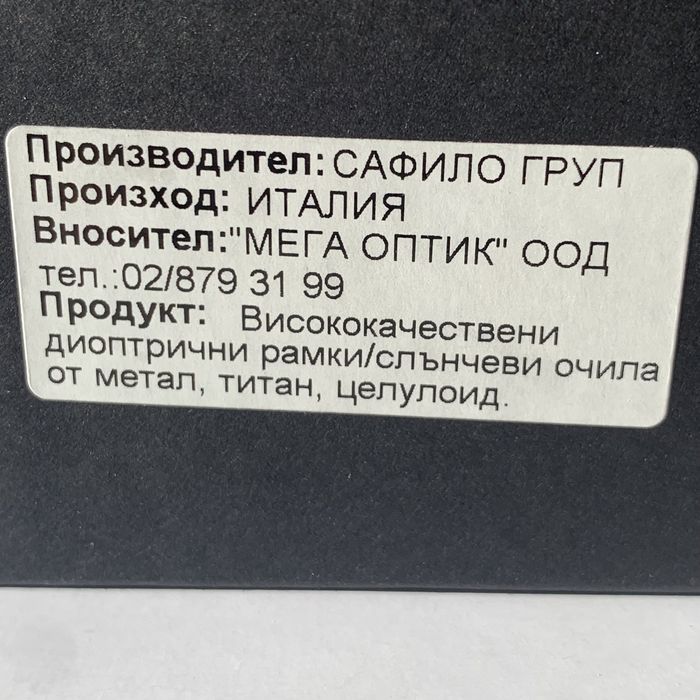 Производител: САФИЛО ГРУП
Произход: ИТАЛИЯ
Вносител:"МЕГА ОПТИК" ООД
тел.:02/879 31 99
Продукт: Висококачествени
диоптрични рамки/слънчеви очила
от метал, титан, целулоид.